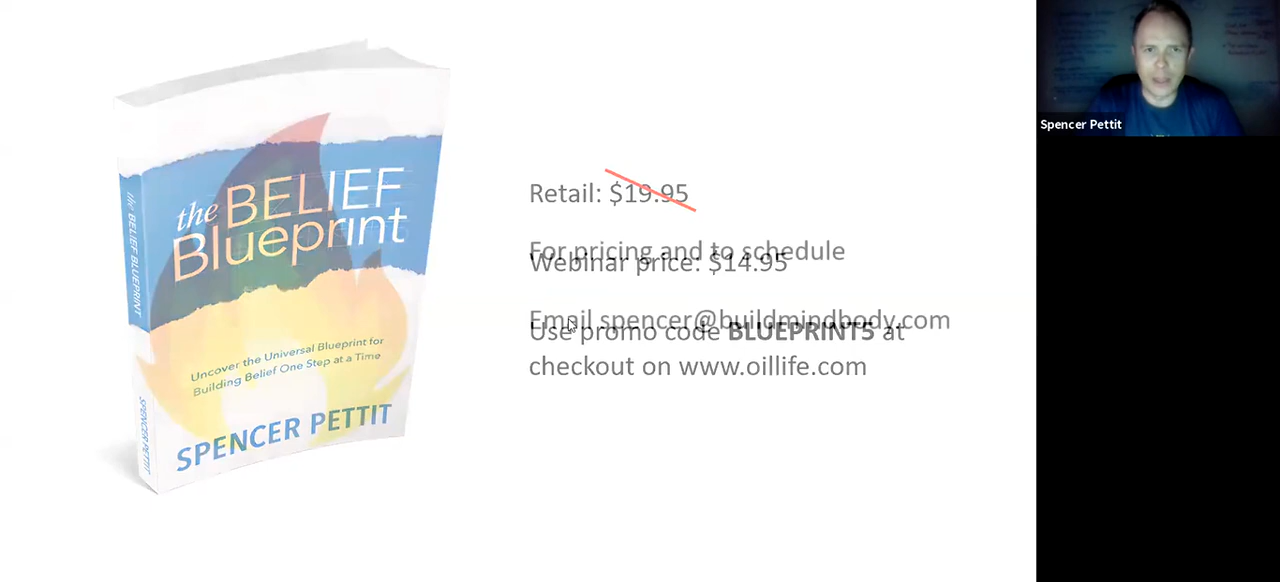 the BELIEF
Blueprint
the BELIEF BLUEPRINT
Uncover the Universal Blueprint for
Building Belief One Step at a Time
SPENCER PETTIT
SPENCER PETTIT
Retail: $19.95
For pricing and to schedule
Webinar price: $14.95
Email spencer@buildmindbody.com
Use promo code BLUEPRINT5 at
checkout on www.oillife.com
Spencer Pettit